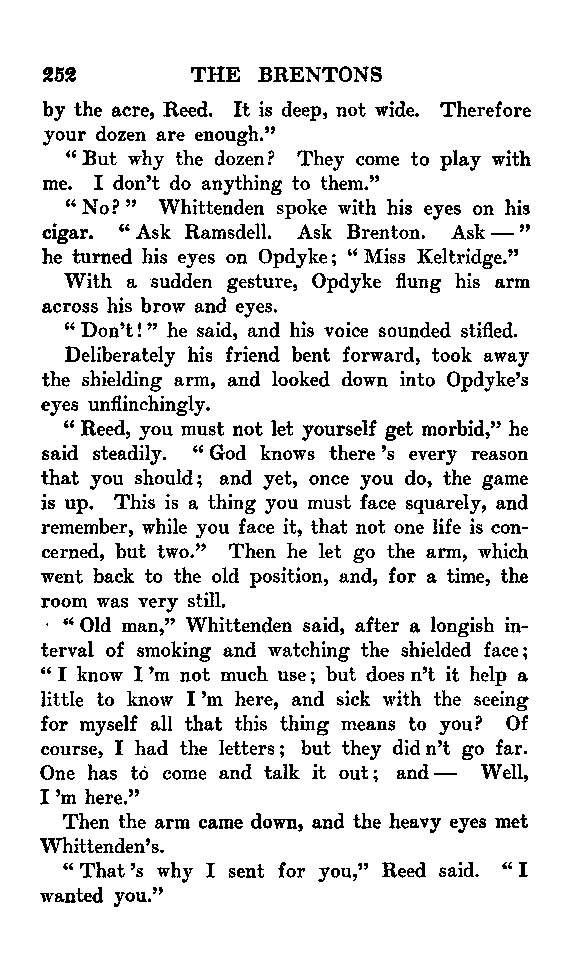 252 THE BRENTONS
by the acre, Reed. It is deep, not wide. Therefore
your dozen are enough.”
“But why the dozen? They come to play with
me. I don’t do anything to them.”
“No?” Whittenden spoke with his eyes on his
cigar. “Ask Ramsdell. Ask Brenton. Ask — ”
he turned his eyes on Opdyke; “Miss Keltridge.”
With a sudden gesture, Opdyke flung his arm
across his brow and eyes.
“Don’t!” he said, and his voice sounded stifled.
Deliberately his friend bent forward, took away
the shielding arm, and looked down into Opdyke’s
eyes unflinchingly.
“Reed, you must not let yourself get morbid,” he
said steadily. “God knows there ’s every reason
that you should; and yet, once you do, the game
is up. This is a thing you must face squarely, and
remember, while you face it, that not one life is con-
cerned, but two.” Then he let go the arm, which
went back to the old position, and, for a time, the
room was very still.
“Old man,” Whittenden said, after a longish in-
terval of smoking and watching the shielded face;
“I know I ’m not much use; but does n’t it help a
little to know I ’m here, and sick with the seeing
for myself all that this thing means to you? Of
course, I had the letters; but they did n’t go far.
One has to come and talk it out; and — Well,
I ’m here.”
Then the arm came down, and the heavy eyes met
Whittenden’s.
“That ’s why I sent for you,” Reed said. “I
wanted you.”